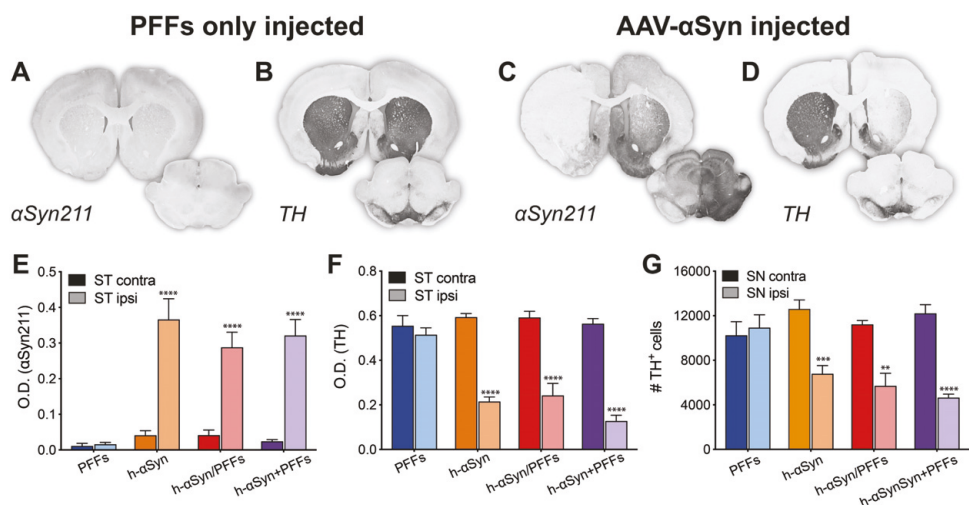 PFFs only injected
AAV-αSyn injected
A
B
C
D
αSyn211
TH
αSyn211
TH
E
O.D. (αSyn211)
0.5
0.4
0.3
0.2
0.1
0.0
ST contra
ST ipsi
****
****
****
PFFs
h-αSyn
h-αSyn/PFFs
h-αSyn+PFFs
F
O.D. (TH)
0.8
0.6
0.4
0.2
0.0
ST contra
ST ipsi
****
****
****
PFFs
h-αSyn
h-αSyn/PFFs
h-αSyn+PFFs
G
# TH+ cells
16000
12000
8000
4000
0
SN contra
SN ipsi
***
**
****
PFFs
h-αSyn
h-αSyn/PFFs
h-αSynSyn+PFFs